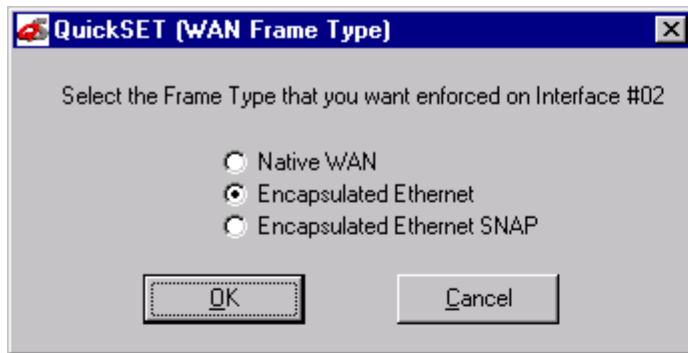 QuickSET (WAN Frame Type)
Select the Frame Type that you want enforced on Interface #02
Native WAN
Encapsulated Ethernet
Encapsulated Ethernet SNAP
OK Cancel